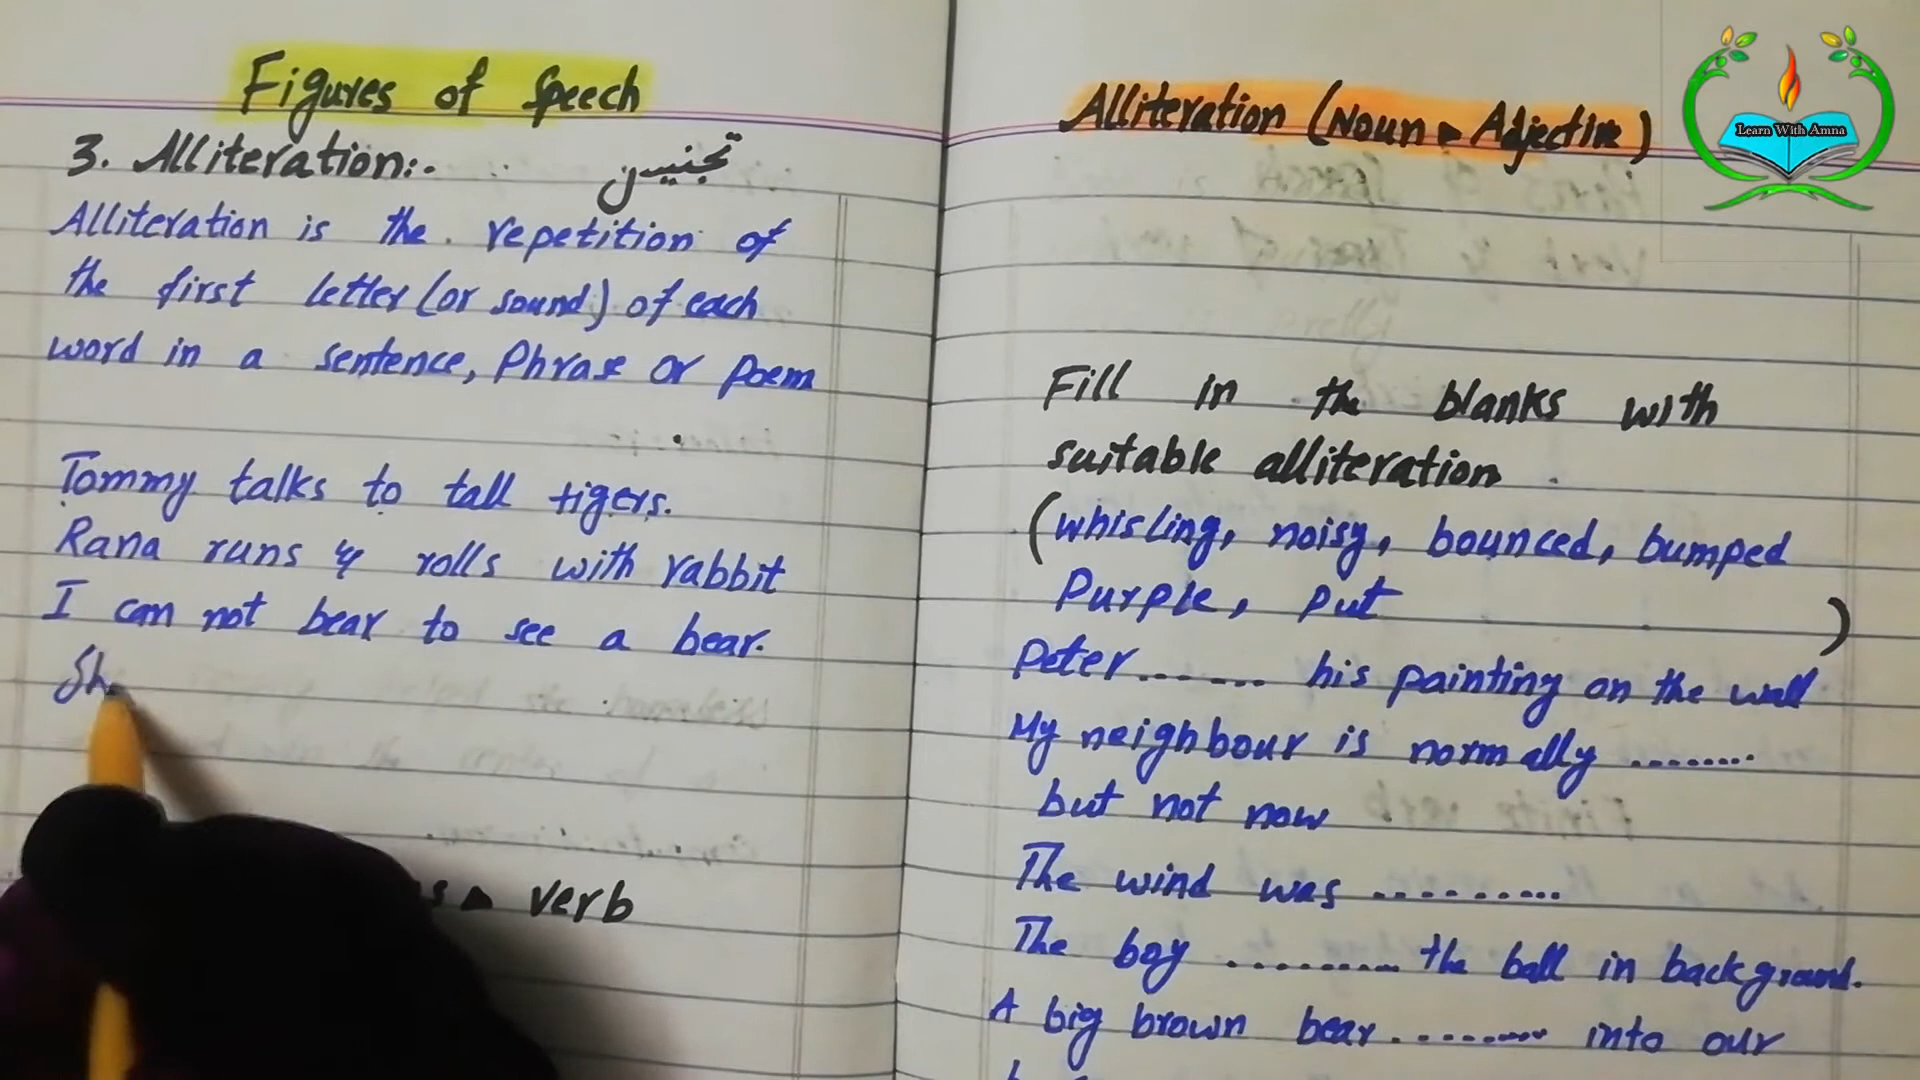 Figures of Speech
3. Alliteration:- تجنیس
Alliteration is the repetition of
the first letter (or sound) of each
word in a sentence, Phrase or poem
Tommy talks to tall tigers.
Rana runs & rolls with rabbit
I can not bear to see a bear.
Sh
verb
Alliteration (Noun Adjective)
Learn With Amna
Fill in the blanks with
suitable alliteration.
(whisling, noisy, bounced, bumped
Purple, put )
Peter....... his painting on the wall
My neighbour is normally ........
but not now
The wind was ..........
The boy .......... the ball in background.
A big brown bear.......... into our